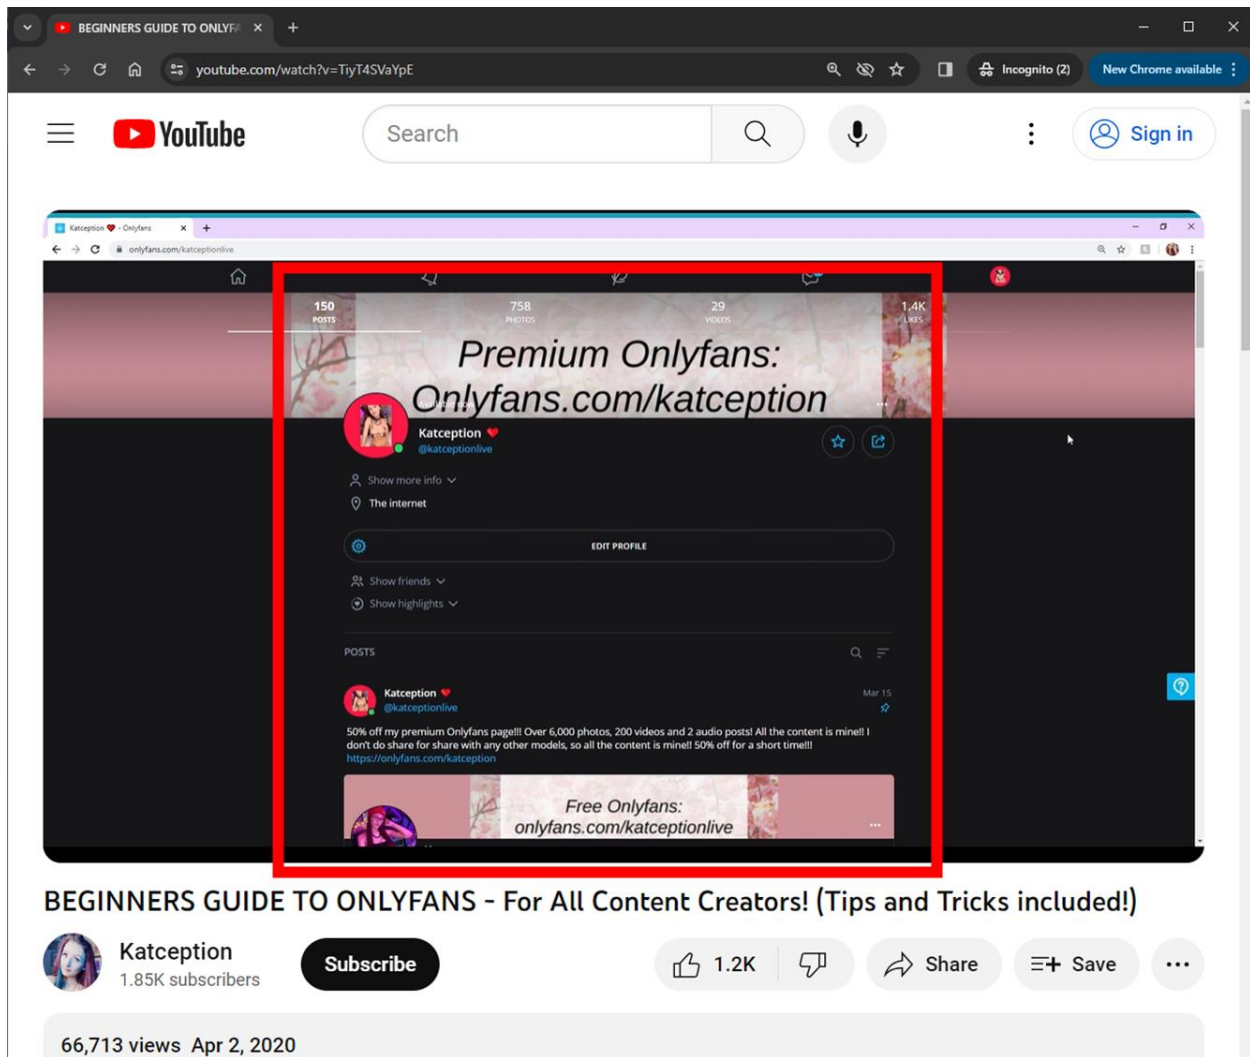 BEGINNERS GUIDE TO ONLYFA
youtube.com/watch?v=TiyT4SVaYpE
Incognito (2)
New Chrome available
YouTube
Search
Sign in
Katception ❤ - Onlyfans
onlyfans.com/katceptionlive
150 758 29 1,4K
POSTS PHOTOS VIDEOS LIKES
Premium Onlyfans:
Onlyfans.com/katception
Available now
Katception ❤
@katceptionlive
Show more info
The internet
EDIT PROFILE
Show friends
Show highlights
POSTS
Katception ❤ Mar 15
@katceptionlive
50% off my premium Onlyfans page!!! Over 6,000 photos, 200 videos and 2 audio posts! All the content is mine!! I
don't do share for share with any other models, so all the content is mine!! 50% off for a short time!!!
https://onlyfans.com/katception
Free Onlyfans:
onlyfans.com/katceptionlive
BEGINNERS GUIDE TO ONLYFANS - For All Content Creators! (Tips and Tricks included!)
Katception
1.85K subscribers
Subscribe
1.2K
Share
Save
66,713 views Apr 2, 2020